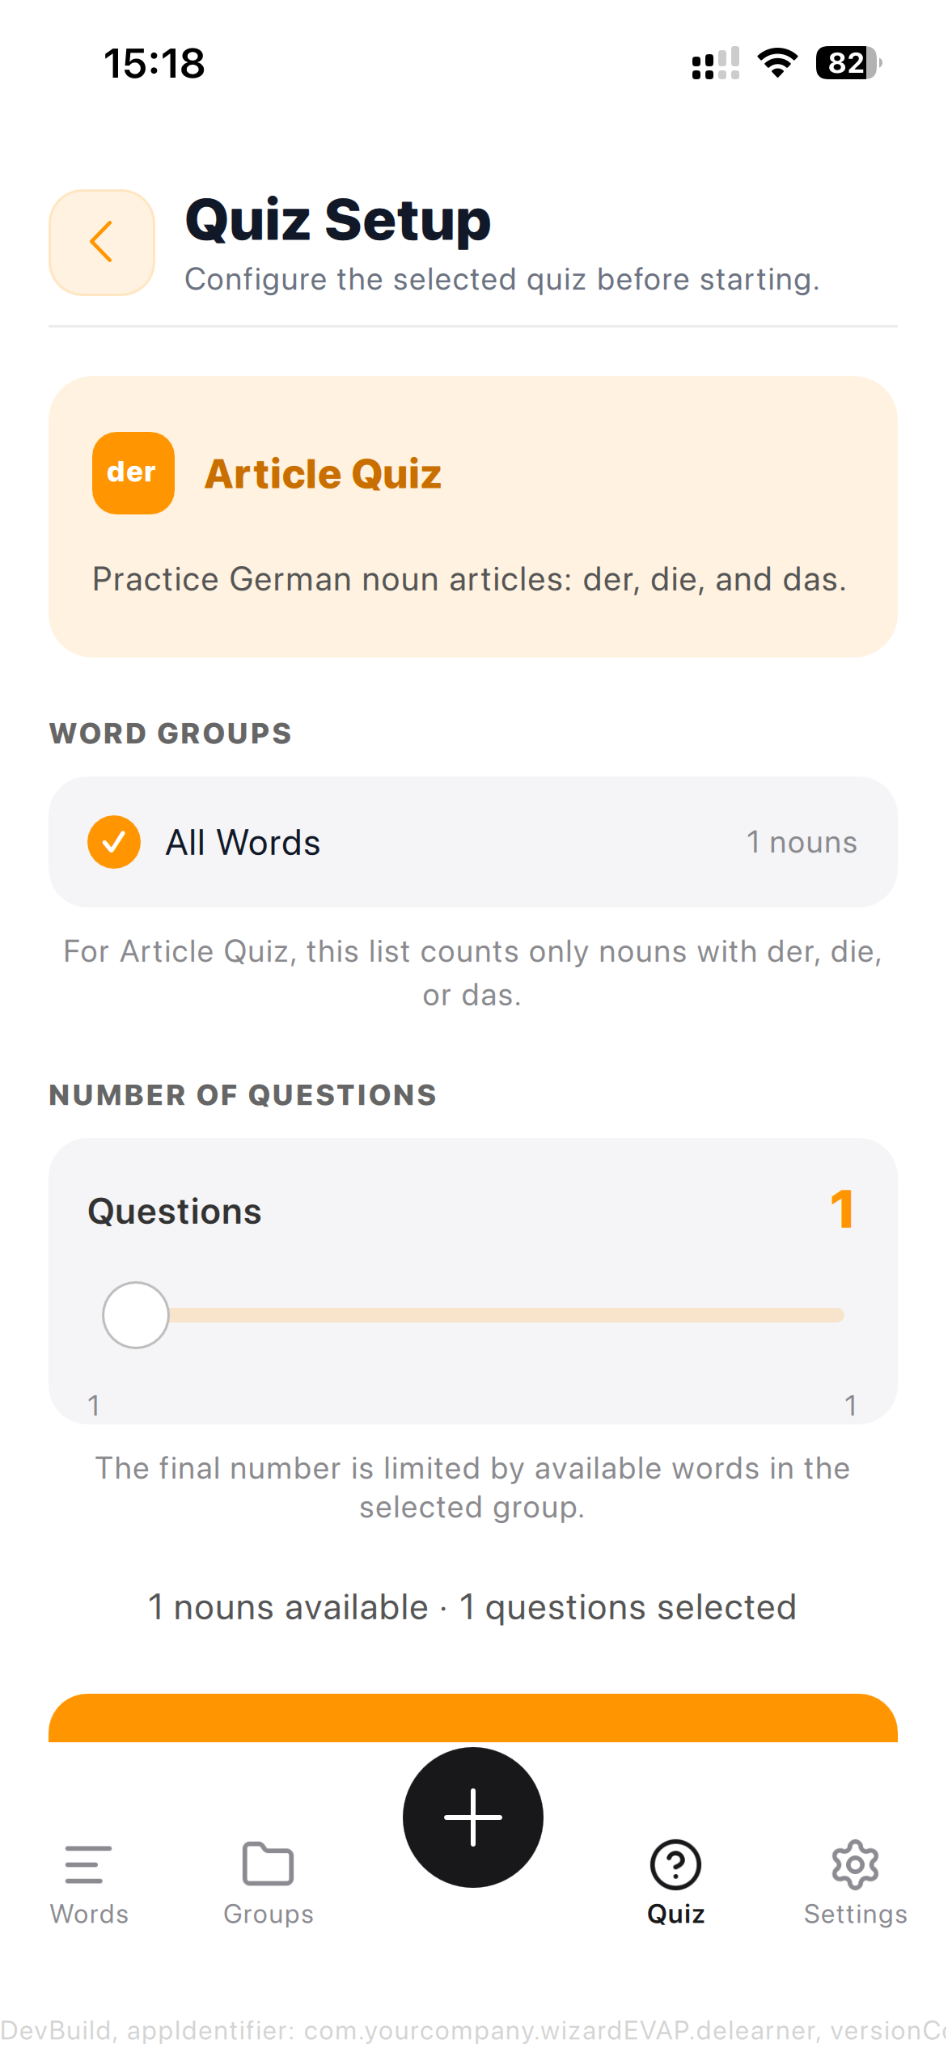 15:18
82
Quiz Setup
Configure the selected quiz before starting.
der
Article Quiz
Practice German noun articles: der, die, and das.
WORD GROUPS
All Words
1 nouns
For Article Quiz, this list counts only nouns with der, die,
or das.
NUMBER OF QUESTIONS
Questions
1
1
1
The final number is limited by available words in the
selected group.
1 nouns available · 1 questions selected
Words
Groups
Quiz
Settings
DevBuild, appIdentifier: com.yourcompany.wizardEVAP.delearner, versionCo